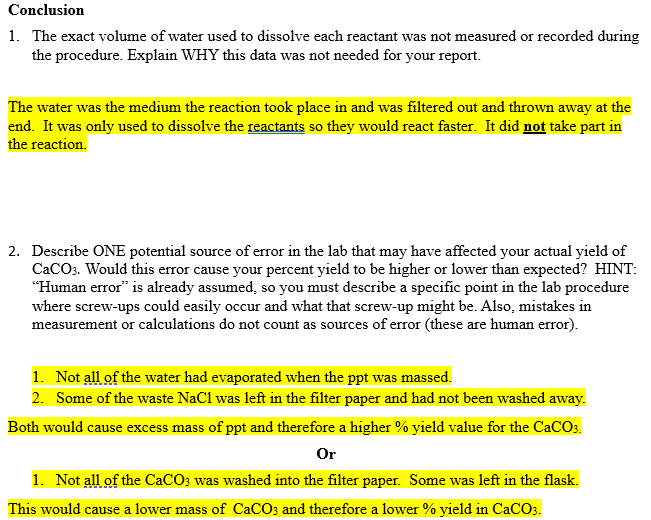 Conclusion
1. The exact volume of water used to dissolve each reactant was not measured or recorded during
the procedure. Explain WHY this data was not needed for your report.
The water was the medium the reaction took place in and was filtered out and thrown away at the
end. It was only used to dissolve the reactants so they would react faster. It did not take part in
the reaction.
2. Describe ONE potential source of error in the lab that may have affected your actual yield of
CaCO₃. Would this error cause your percent yield to be higher or lower than expected? HINT:
“Human error” is already assumed, so you must describe a specific point in the lab procedure
where screw-ups could easily occur and what that screw-up might be. Also, mistakes in
measurement or calculations do not count as sources of error (these are human error).
1. Not all of the water had evaporated when the ppt was massed.
2. Some of the waste NaCl was left in the filter paper and had not been washed away.
Both would cause excess mass of ppt and therefore a higher % yield value for the CaCO₃.
Or
1. Not all of the CaCO₃ was washed into the filter paper. Some was left in the flask.
This would cause a lower mass of CaCO₃ and therefore a lower % yield in CaCO₃.